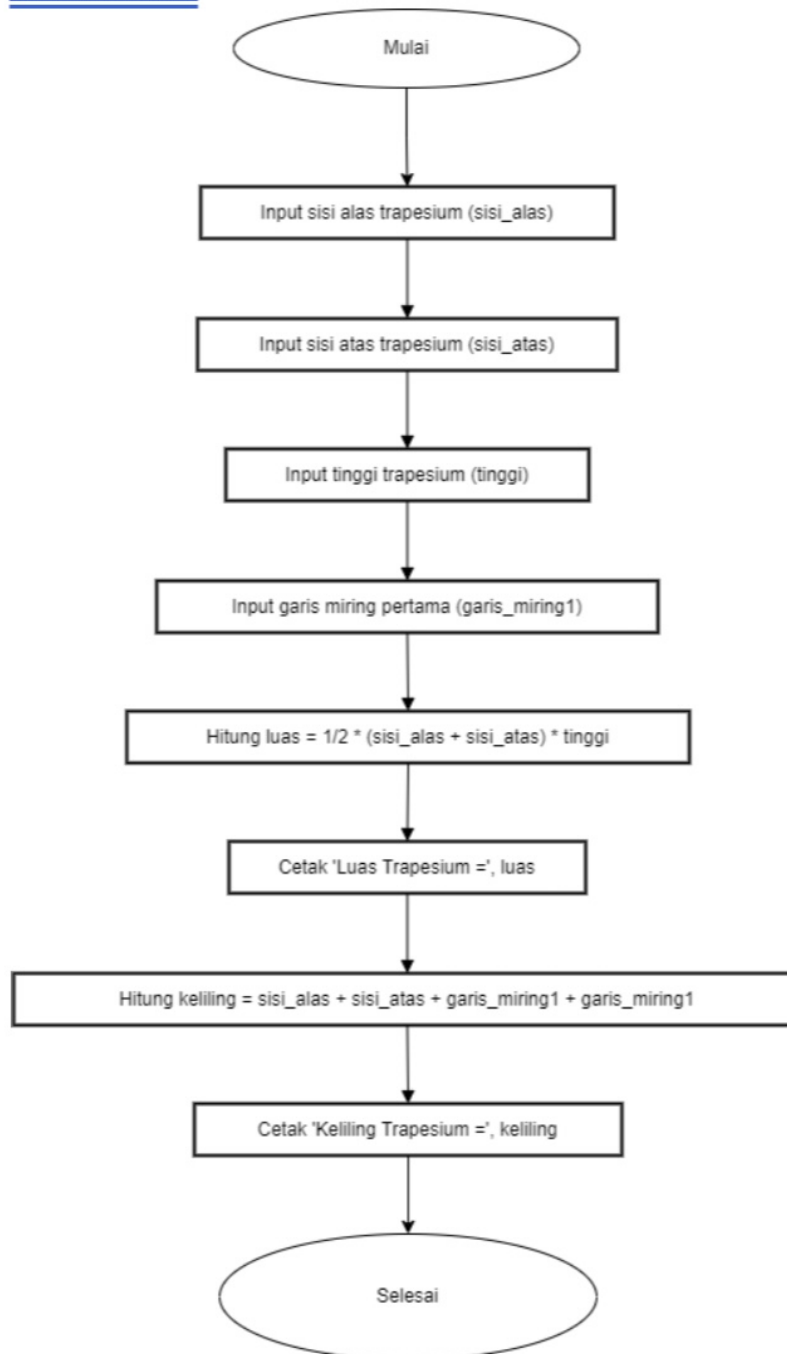 Mulai
Input sisi alas trapesium (sisi_alas)
Input sisi atas trapesium (sisi_atas)
Input tinggi trapesium (tinggi)
Input garis miring pertama (garis_miring1)
Hitung luas = 1/2 * (sisi_alas + sisi_atas) * tinggi
Cetak 'Luas Trapesium =', luas
Hitung keliling = sisi_alas + sisi_atas + garis_miring1 + garis_miring1
Cetak 'Keliling Trapesium =', keliling
Selesai